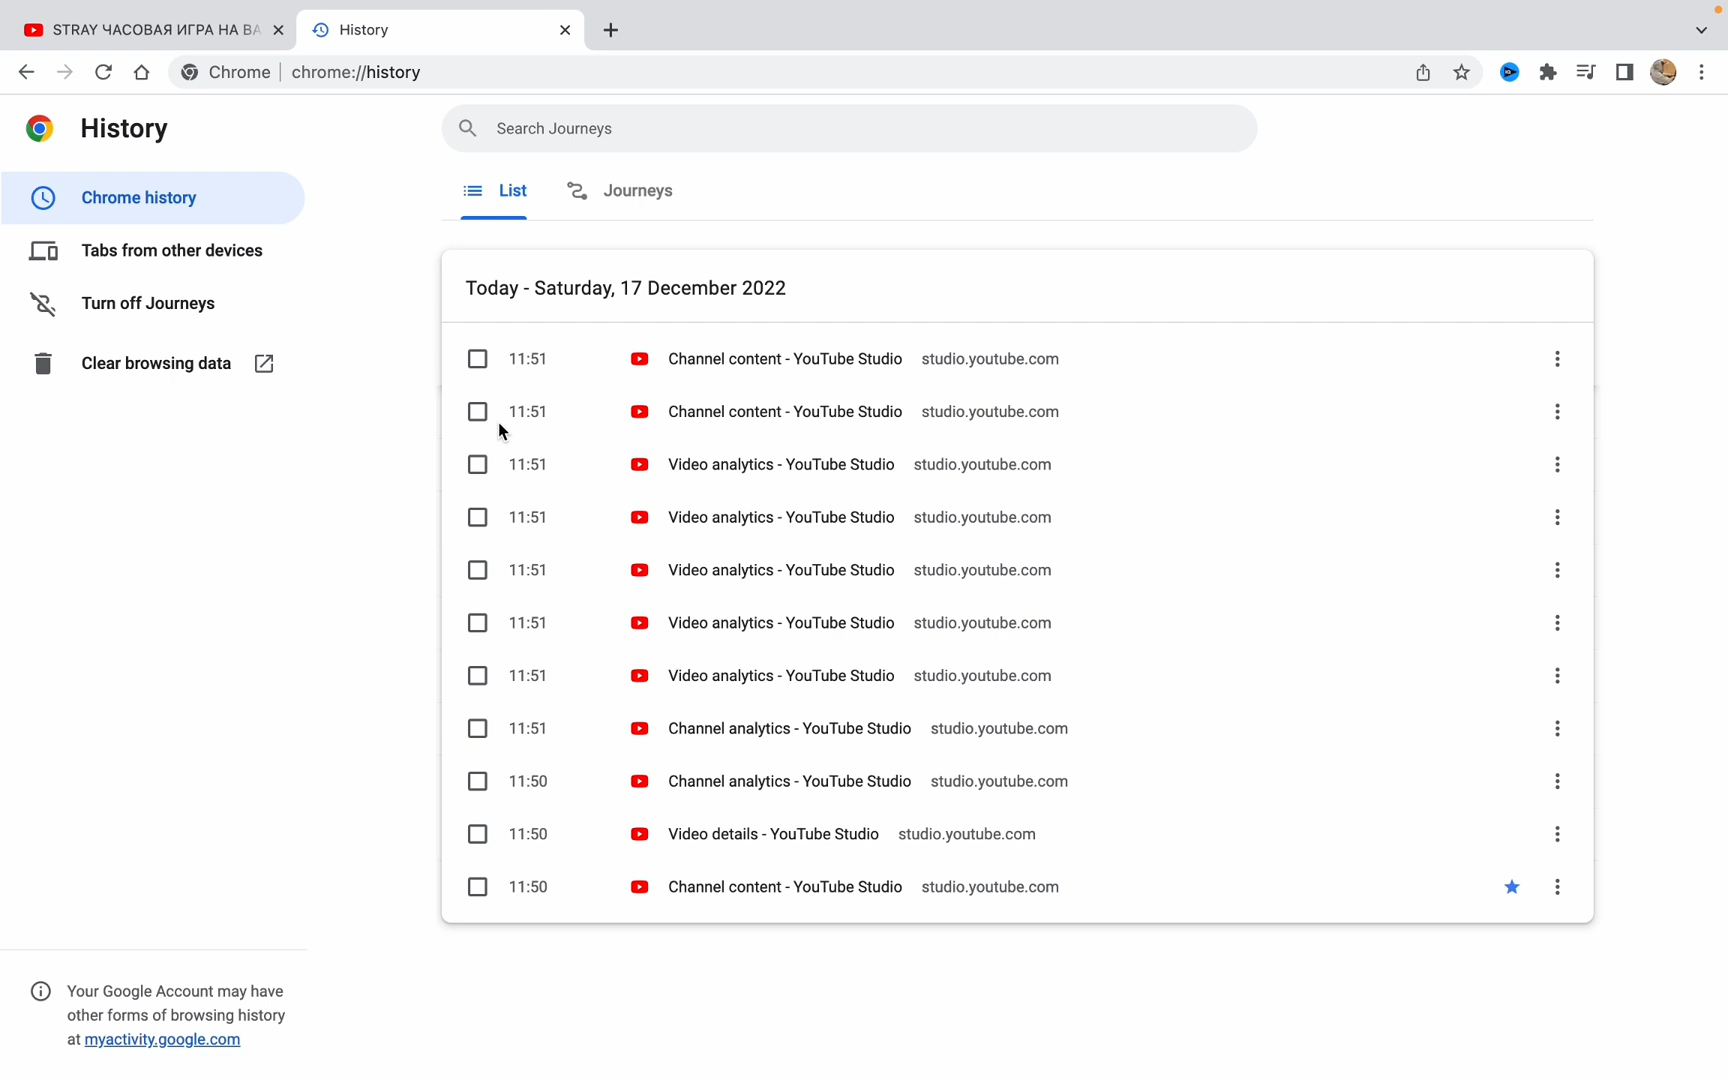 STRAY ЧАСОВАЯ ИГРА НА ВА
History
Chrome
chrome://history
History
Search Journeys
Chrome history
Tabs from other devices
Turn off Journeys
Clear browsing data
List
Journeys
Today - Saturday, 17 December 2022
11:51 Channel content - YouTube Studio studio.youtube.com
11:51 Channel content - YouTube Studio studio.youtube.com
11:51 Video analytics - YouTube Studio studio.youtube.com
11:51 Video analytics - YouTube Studio studio.youtube.com
11:51 Video analytics - YouTube Studio studio.youtube.com
11:51 Video analytics - YouTube Studio studio.youtube.com
11:51 Video analytics - YouTube Studio studio.youtube.com
11:51 Channel analytics - YouTube Studio studio.youtube.com
11:50 Channel analytics - YouTube Studio studio.youtube.com
11:50 Video details - YouTube Studio studio.youtube.com
11:50 Channel content - YouTube Studio studio.youtube.com
Your Google Account may have
other forms of browsing history
at myactivity.google.com